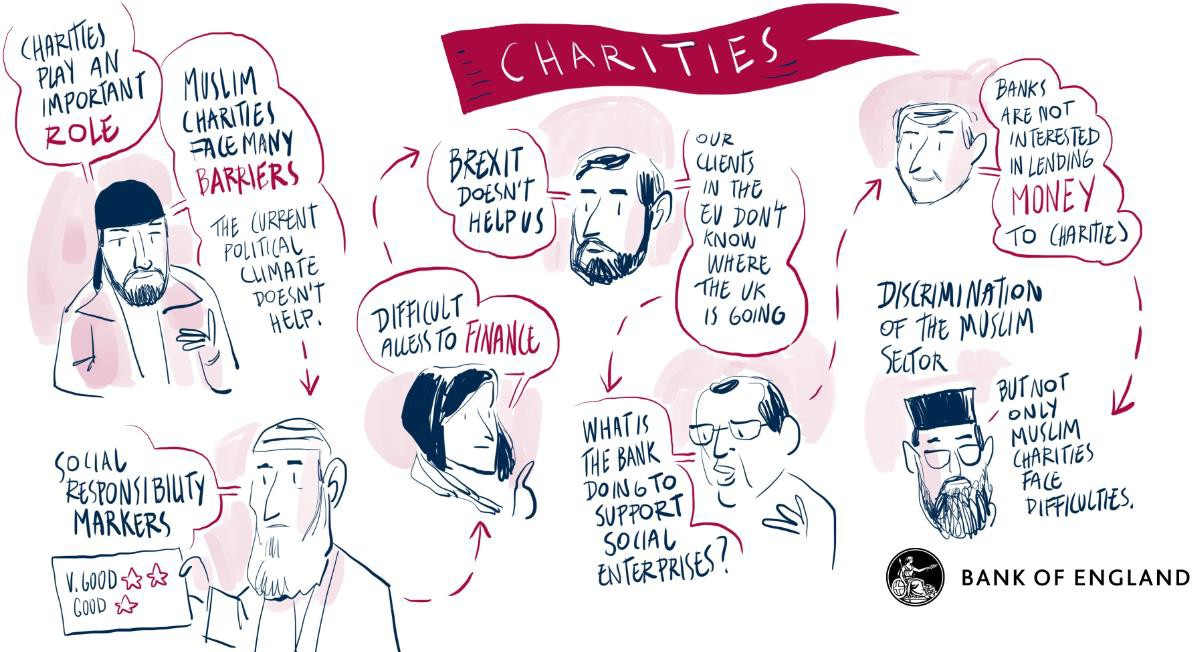 CHARITIES
CHARITIES
PLAY AN
IMPORTANT
ROLE
MUSLIM
CHARITIES
FACE MANY
BARRIERS
THE CURRENT
POLITICAL
CLIMATE
DOESN'T
HELP.
SOCIAL
RESPONSIBILITY
MARKERS
V. GOOD
GOOD
DIFFICULT
ACCESS TO FINANCE
BREXIT
DOESN'T
HELP US
OUR
CLIENTS
IN THE
EU DON'T
KNOW
WHERE
THE UK
IS GOING
WHAT IS
THE BANK
DOING TO
SUPPORT
SOCIAL
ENTERPRISES?
BANKS
ARE NOT
INTERESTED
IN LENDING
MONEY
TO CHARITIES
DISCRIMINATION
OF THE MUSLIM
SECTOR
BUT NOT
ONLY
MUSLIM
CHARITIES
FACE
DIFFICULTIES.
BANK OF ENGLAND